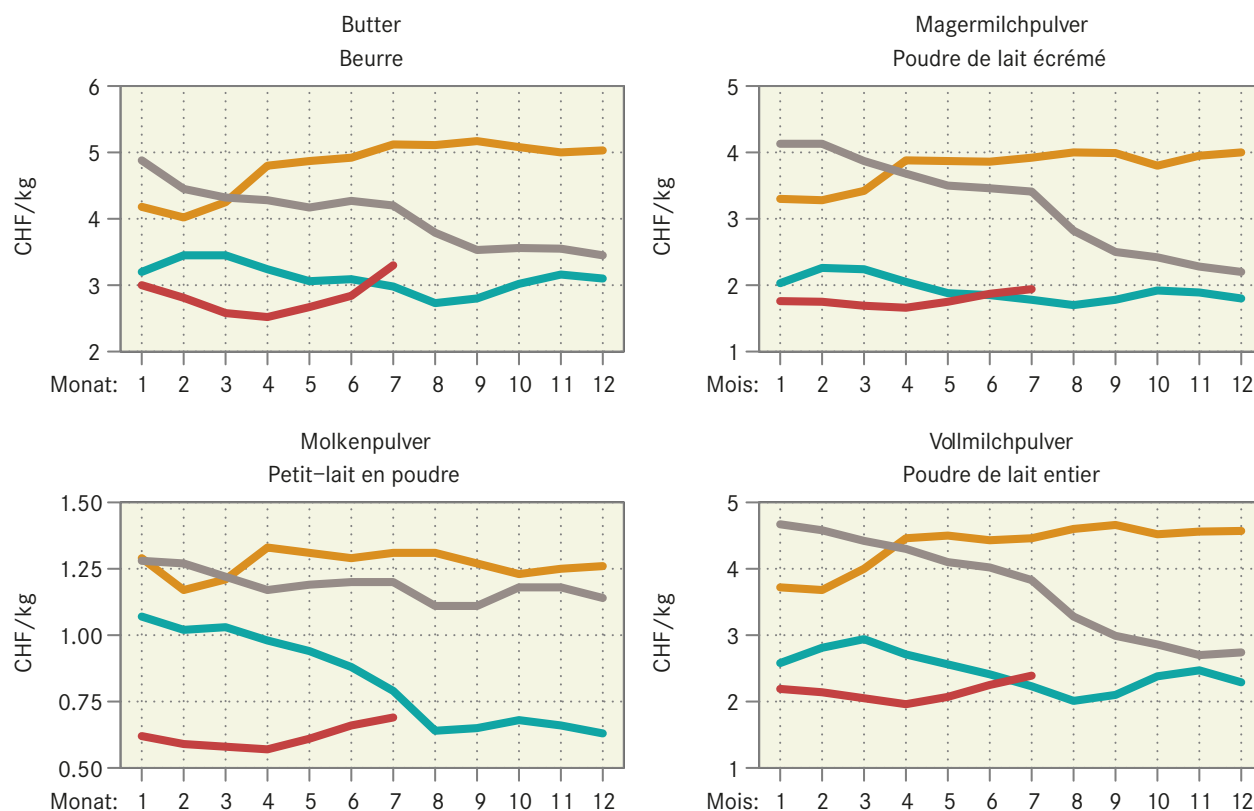 Butter
Beurre
CHF/kg
6
5
4
3
2
Monat: 1 2 3 4 5 6 7 8 9 10 11 12
Magermilchpulver
Poudre de lait écrémé
CHF/kg
5
4
3
2
1
Mois: 1 2 3 4 5 6 7 8 9 10 11 12
Molkenpulver
Petit-lait en poudre
CHF/kg
1.50
1.25
1.00
0.75
0.50
Monat: 1 2 3 4 5 6 7 8 9 10 11 12
Vollmilchpulver
Poudre de lait entier
CHF/kg
5
4
3
2
1
Mois: 1 2 3 4 5 6 7 8 9 10 11 12